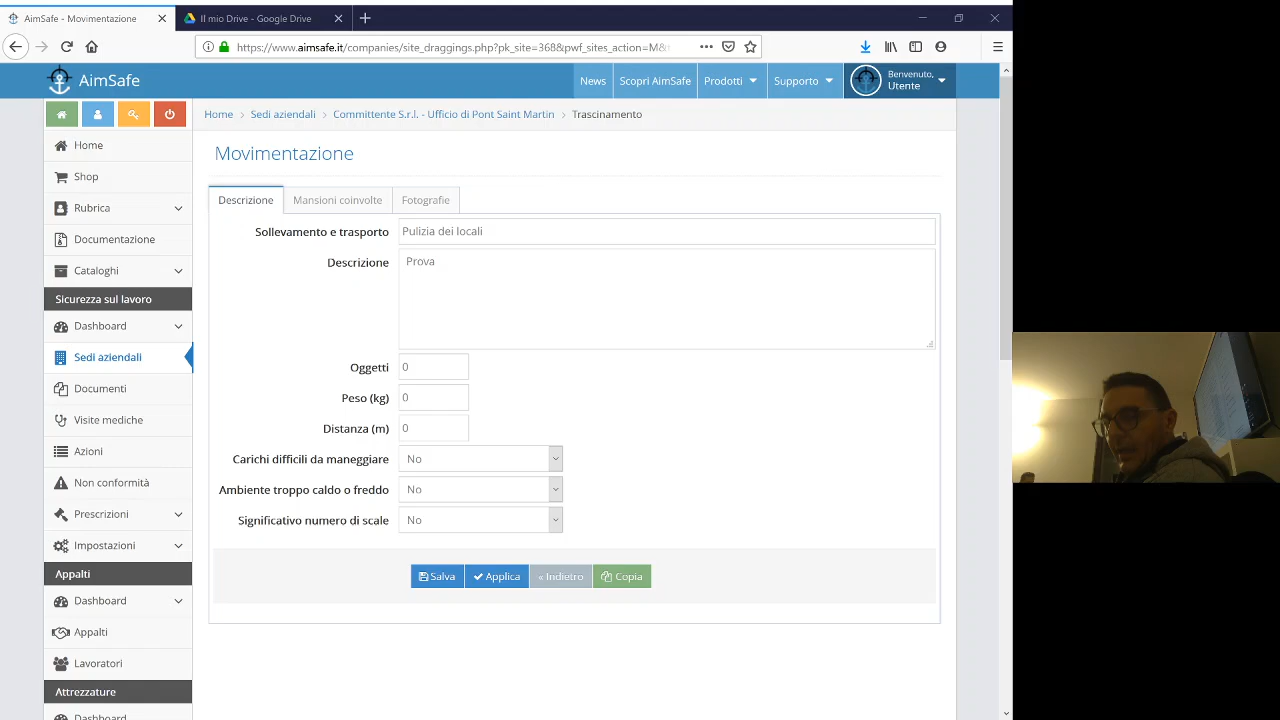 AimSafe - Movimentazione
Il mio Drive - Google Drive
https://www.aimsafe.it/companies/site_draggings.php?pk_site=368&pwf_sites_action=M&
AimSafe
News
Scopri AimSafe
Prodotti
Supporto
Benvenuto,
Utente
Home > Sedi aziendali > Committente S.r.l. - Ufficio di Pont Saint Martin > Trascinamento
Home
Shop
Rubrica
Documentazione
Cataloghi
Sicurezza sul lavoro
Dashboard
Sedi aziendali
Documenti
Visite mediche
Azioni
Non conformità
Prescrizioni
Impostazioni
Appalti
Dashboard
Appalti
Lavoratori
Attrezzature
Dashboard
Movimentazione
Descrizione
Mansioni coinvolte
Fotografie
Sollevamento e trasporto Pulizia dei locali
Descrizione Prova
Oggetti 0
Peso (kg) 0
Distanza (m) 0
Carichi difficili da maneggiare No
Ambiente troppo caldo o freddo No
Significativo numero di scale No
Salva
Applica
« Indietro
Copia